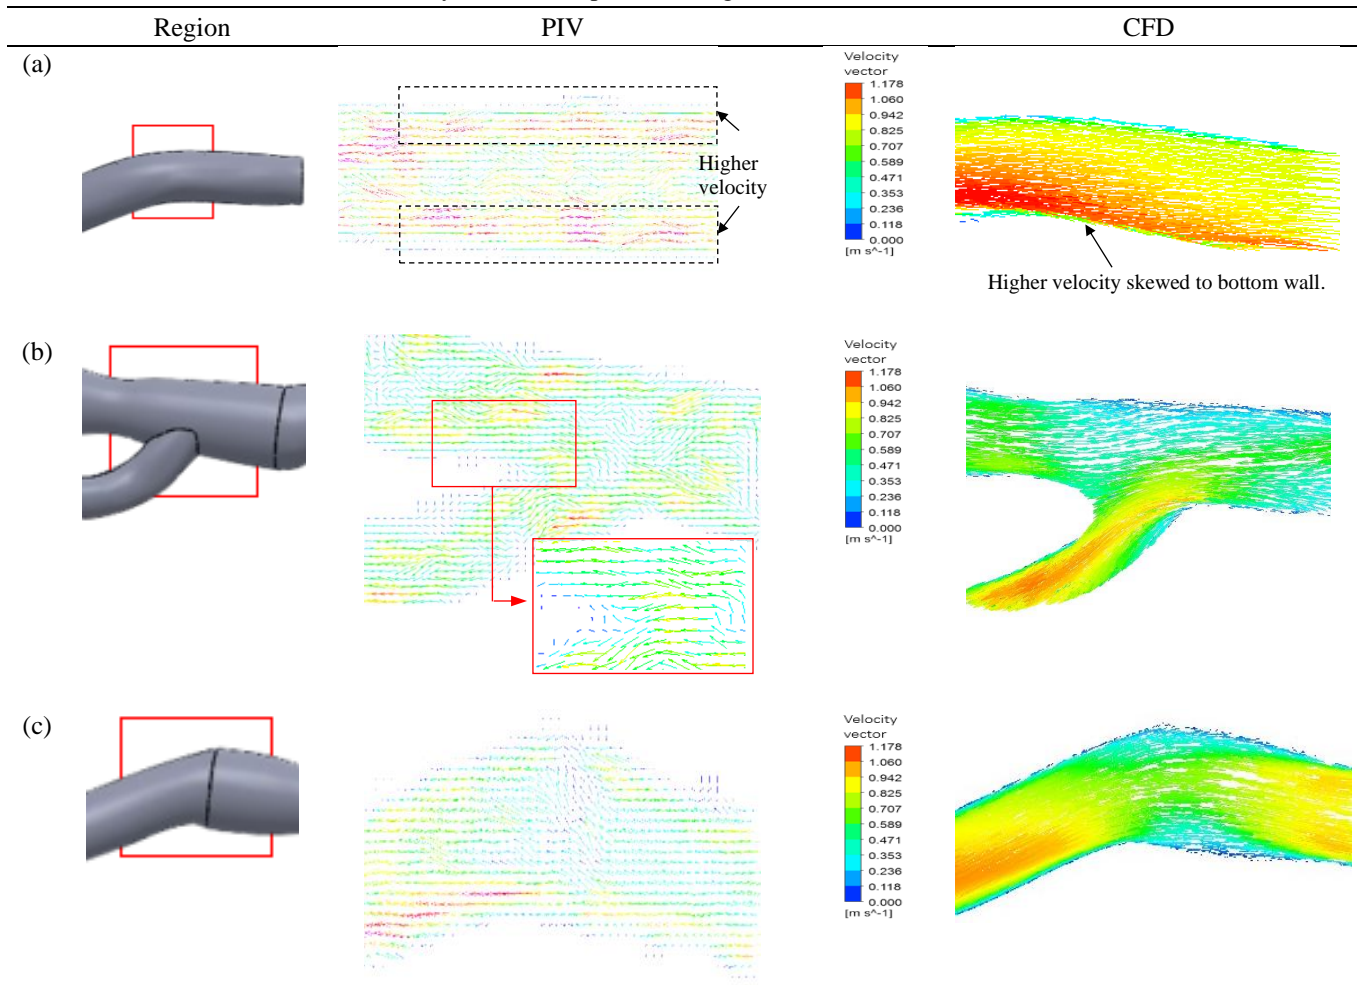 Region PIV CFD
(a)
Higher
velocity
Velocity
vector
1.178
1.060
0.942
0.825
0.707
0.589
0.471
0.353
0.236
0.118
0.000
[m s^-1]
Higher velocity skewed to bottom wall.
(b)
Velocity
vector
1.178
1.060
0.942
0.825
0.707
0.589
0.471
0.353
0.236
0.118
0.000
[m s^-1]
(c)
Velocity
vector
1.178
1.060
0.942
0.825
0.707
0.589
0.471
0.353
0.236
0.118
0.000
[m s^-1]